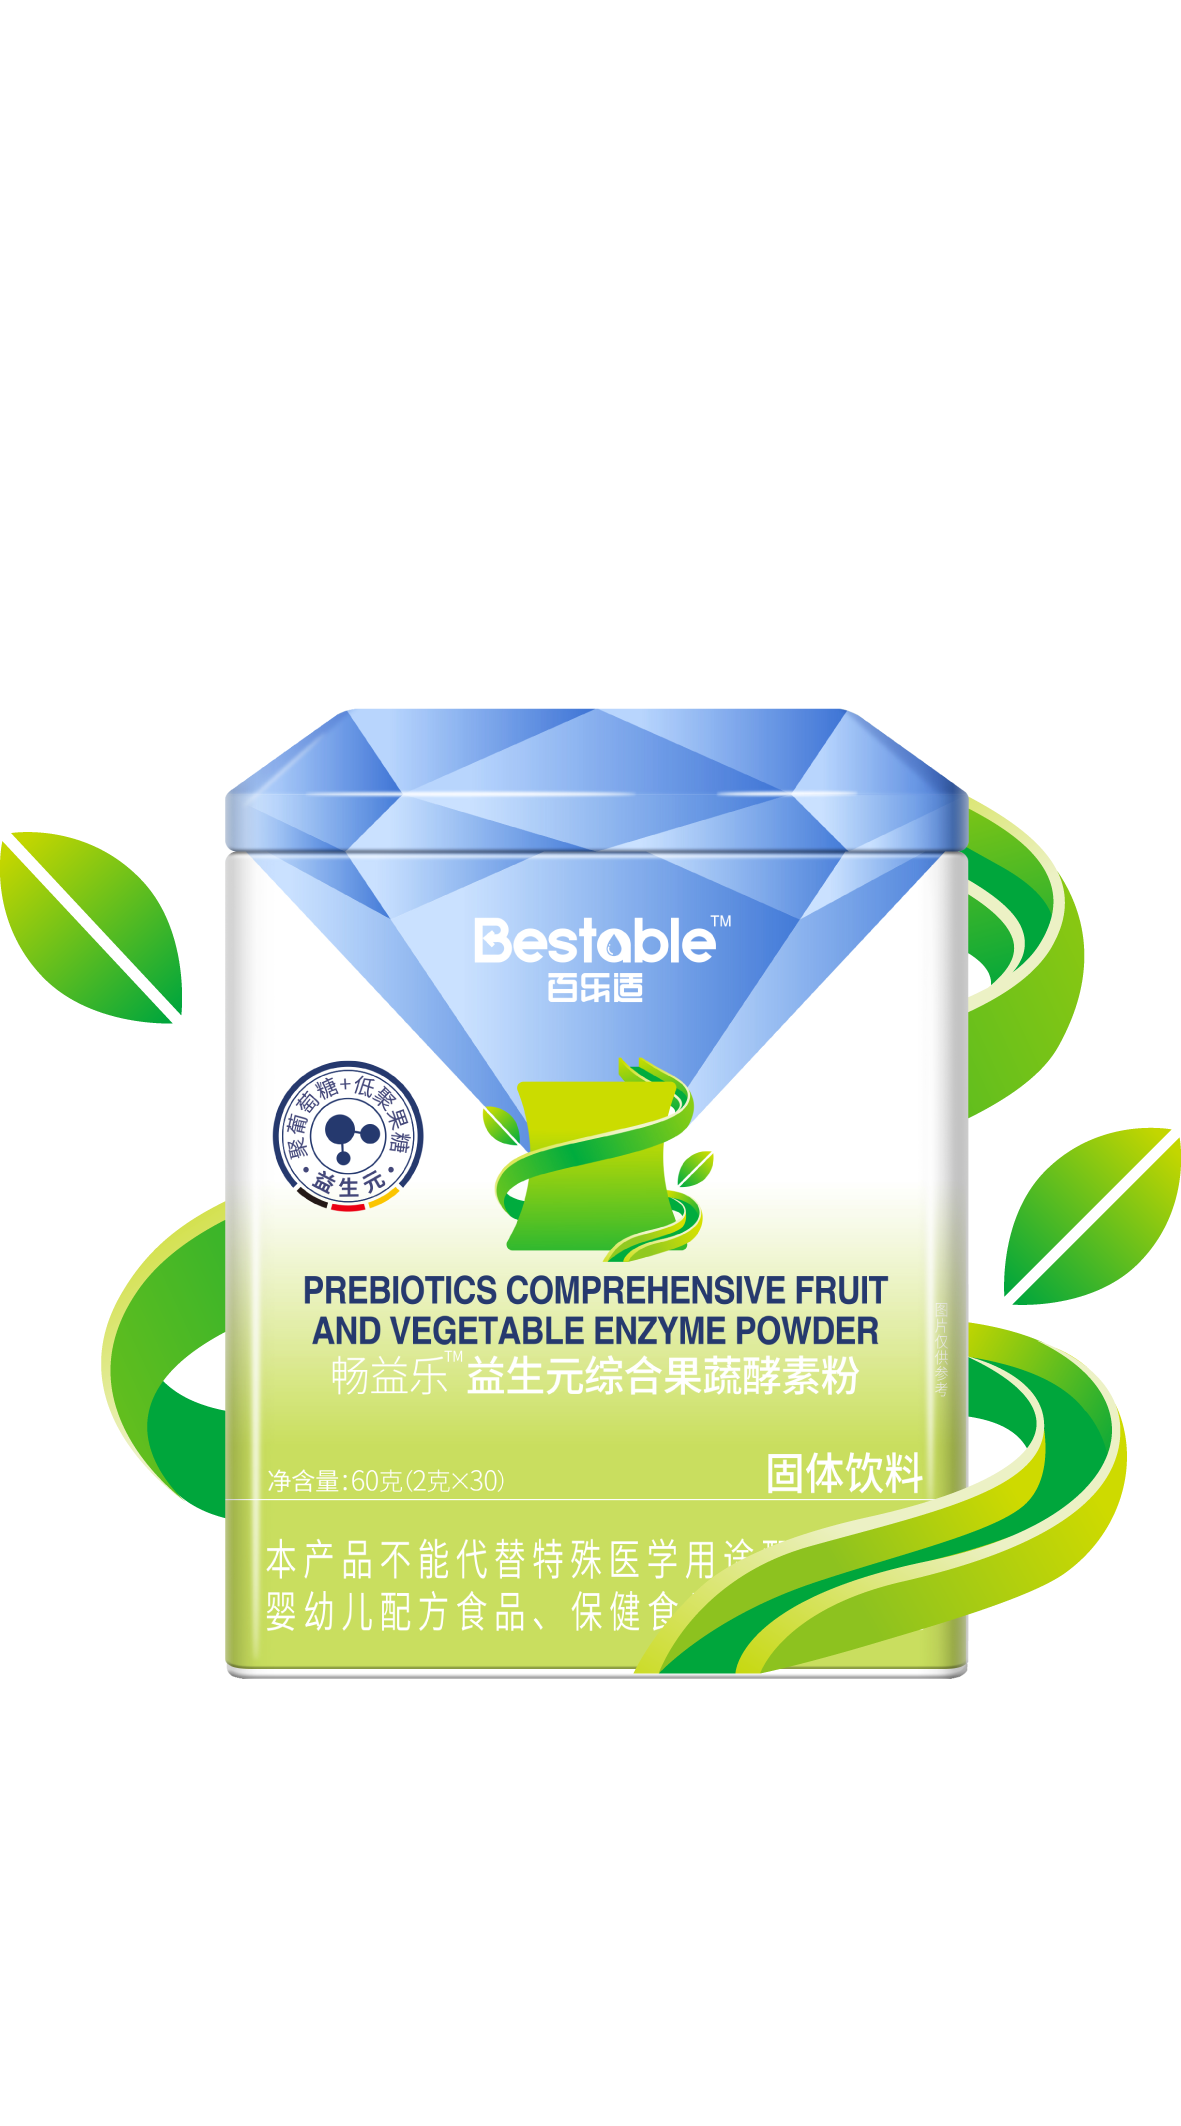 Bestable™
百乐适
聚葡萄糖+低聚果糖
·益生元·
PREBIOTICS COMPREHENSIVE FRUIT
AND VEGETABLE ENZYME POWDER
畅益乐™益生元综合果蔬酵素粉
图片仅供参考
固体饮料
净含量:60克(2克×30)
本产品不能代替特殊医学用途
婴幼儿配方食品、保健食